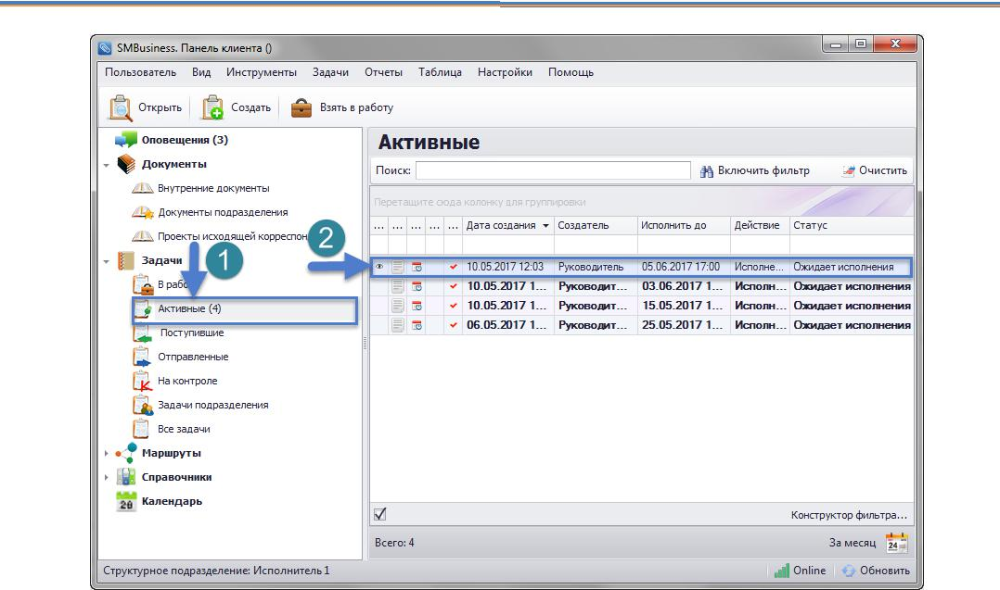 SMBusiness. Панель клиента ()
Пользователь Вид Инструменты Задачи Отчеты Таблица Настройки Помощь
Открыть Создать Взять в работу
Оповещения (3)
Документы
Внутренние документы
Документы подразделения
Проекты исходящей корреспон
Задачи
1
В рабо
Активные (4)
Поступившие
Отправленные
На контроле
Задачи подразделения
Все задачи
Маршруты
Справочники
Календарь
Активные
Поиск: Включить фильтр Очистить
Перетащите сюда колонку для группировки
2
... ... ... ... ... Дата создания Создатель Исполнить до Действие Статус
10.05.2017 12:03 Руководитель 05.06.2017 17:00 Исполне... Ожидает исполнения
10.05.2017 1... Руководит... 03.06.2017 1... Исполн... Ожидает исполнения
10.05.2017 1... Руководит... 15.05.2017 1... Исполн... Ожидает исполнения
06.05.2017 1... Руководит... 25.05.2017 1... Исполн... Ожидает исполнения
Конструктор фильтра...
Всего: 4 За месяц 24
Структурное подразделение: Исполнитель 1 Online Обновить